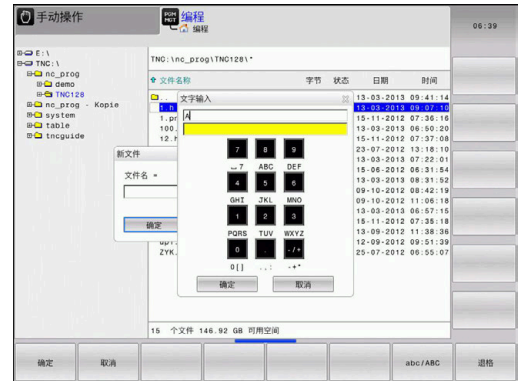 手动操作
PGM MGT
编程
编程
06:39
E:\
TNC:\
nc_prog
demo
TNC128
nc_prog - Kopie
system
table
tncguide
TNC:\nc_prog\TNC128\*
文件名称 字节 状态 日期 时间
.. 13-03-2013 09:41:14
1.h 13-03-2013 09:07:10
1.pr 15-11-2012 07:36:16
100. 13-03-2013 06:50:20
12.h 15-11-2012 07:37:08
23-07-2012 13:18:10
13-03-2013 07:22:01
15-06-2012 06:31:54
13-03-2013 08:31:52
09-10-2012 08:42:19
09-10-2012 11:06:18
13-03-2013 06:57:15
15-11-2012 07:35:18
13-09-2012 11:38:36
12-09-2012 09:51:39
ZYK. 25-07-2012 06:55:07
新文件
文件名 =
确定
文字输入
A
7 8 9
7 ABC DEF
4 5 6
GHI JKL MNO
1 2 3
PQRS TUV WXYZ
0 . -/+
0[] .,: -+*
确定 取消
15 个文件 146.92 GB 可用空间
确定 取消 abc/ABC 退格